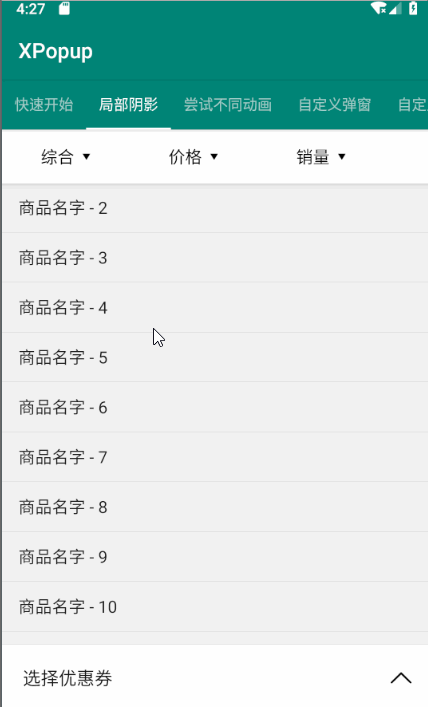 4:27
XPopup
快速开始 局部阴影 尝试不同动画 自定义弹窗 自定
综合 ▼ 价格 ▼ 销量 ▼
商品名字 - 2
商品名字 - 3
商品名字 - 4
商品名字 - 5
商品名字 - 6
商品名字 - 7
商品名字 - 8
商品名字 - 9
商品名字 - 10
选择优惠券